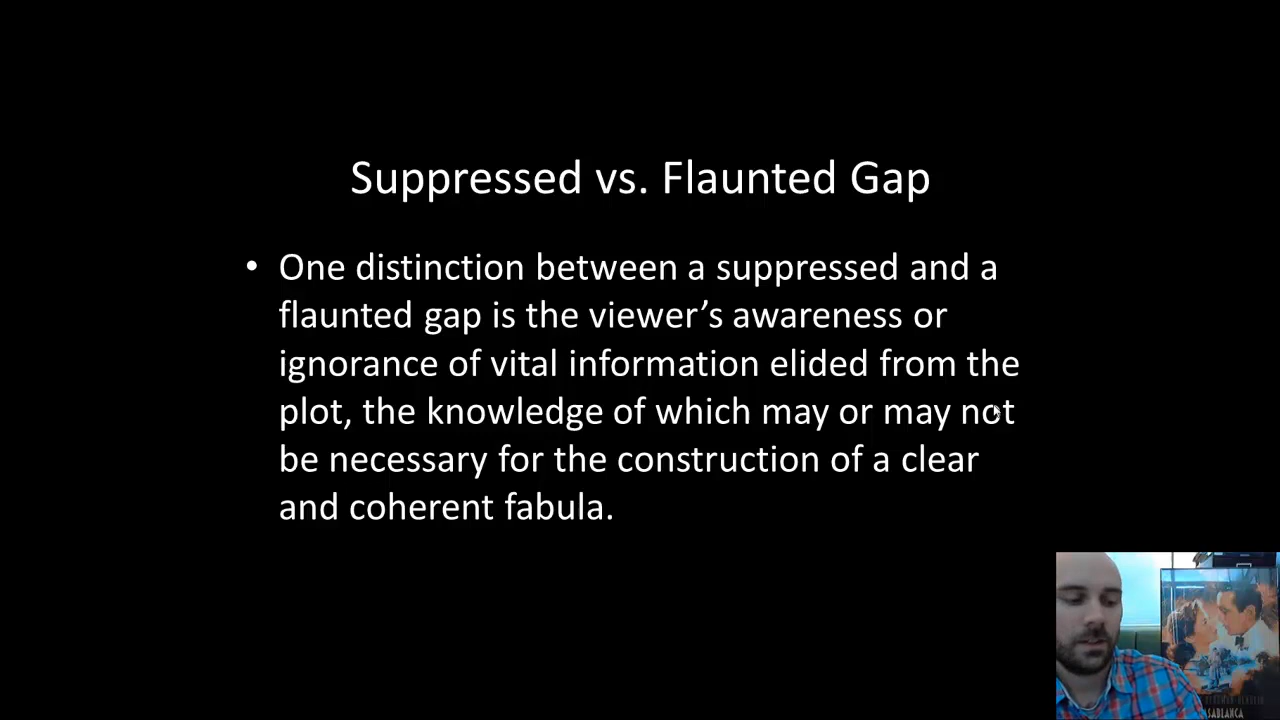 Suppressed vs. Flaunted Gap
• One distinction between a suppressed and a
flaunted gap is the viewer’s awareness or
ignorance of vital information elided from the
plot, the knowledge of which may or may not
be necessary for the construction of a clear
and coherent fabula.